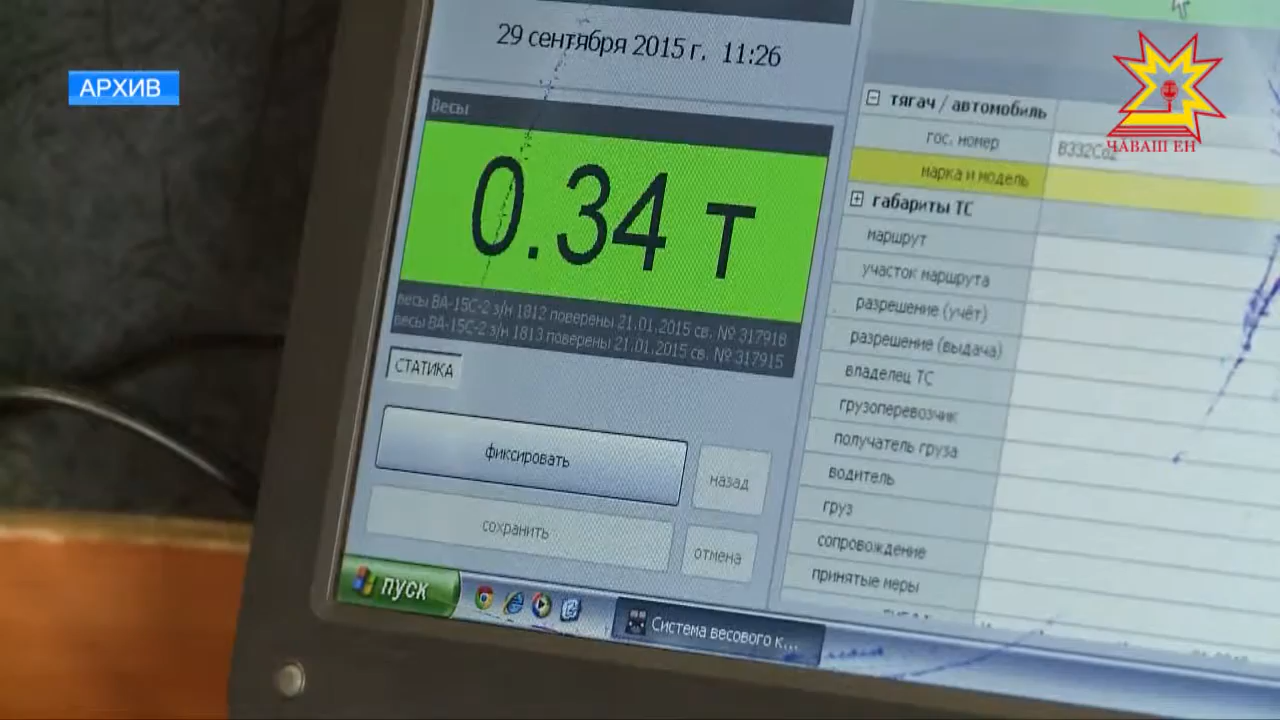 АРХИВ
29 сентября 2015 г. 11:26
Весы
0.34 т
весы ВА-15С-2 з/н 1812 поверены 21.01.2015 св. № 317918
весы ВА-15С-2 з/н 1813 поверены 21.01.2015 св. № 317915
СТАТИКА
фиксировать
назад
сохранить
отмена
пуск
Система весового к...
ЧӐВАШ ЕН
тягач / автомобиль
гос. номер
марка и модель
габариты ТС
маршрут
участок маршрута
разрешение (учёт)
разрешение (выдача)
владелец ТС
грузоперевозчик
получатель груза
водитель
груз
сопровождение
принятые меры